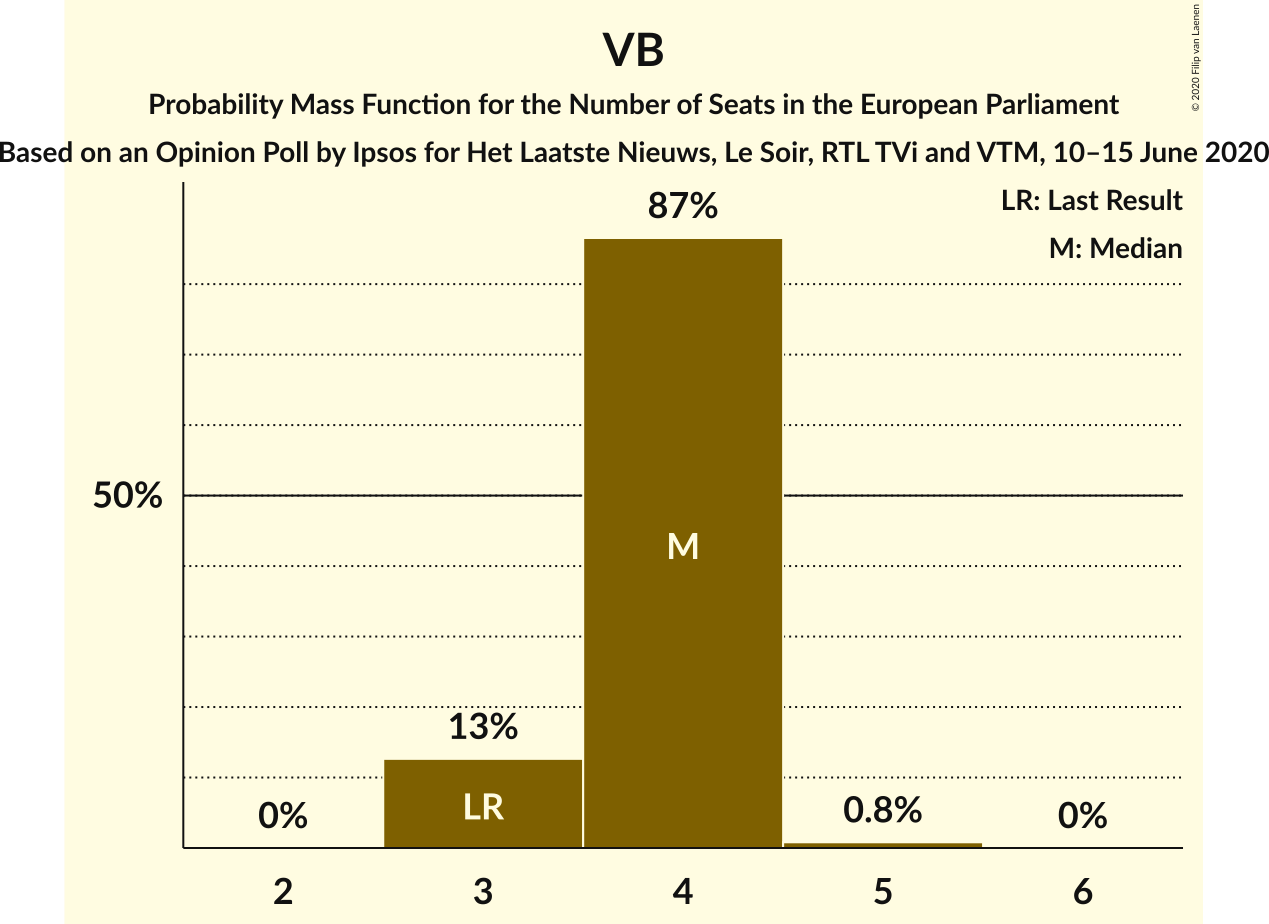 VB
Probability Mass Function for the Number of Seats in the European Parliament
Based on an Opinion Poll by Ipsos for Het Laatste Nieuws, Le Soir, RTL TVi and VTM, 10–15 June 2020
© 2020 Filip van Laenen
LR: Last Result
M: Median
87%
50%
M
13%
LR
0%
0.8%
0%
2 3 4 5 6